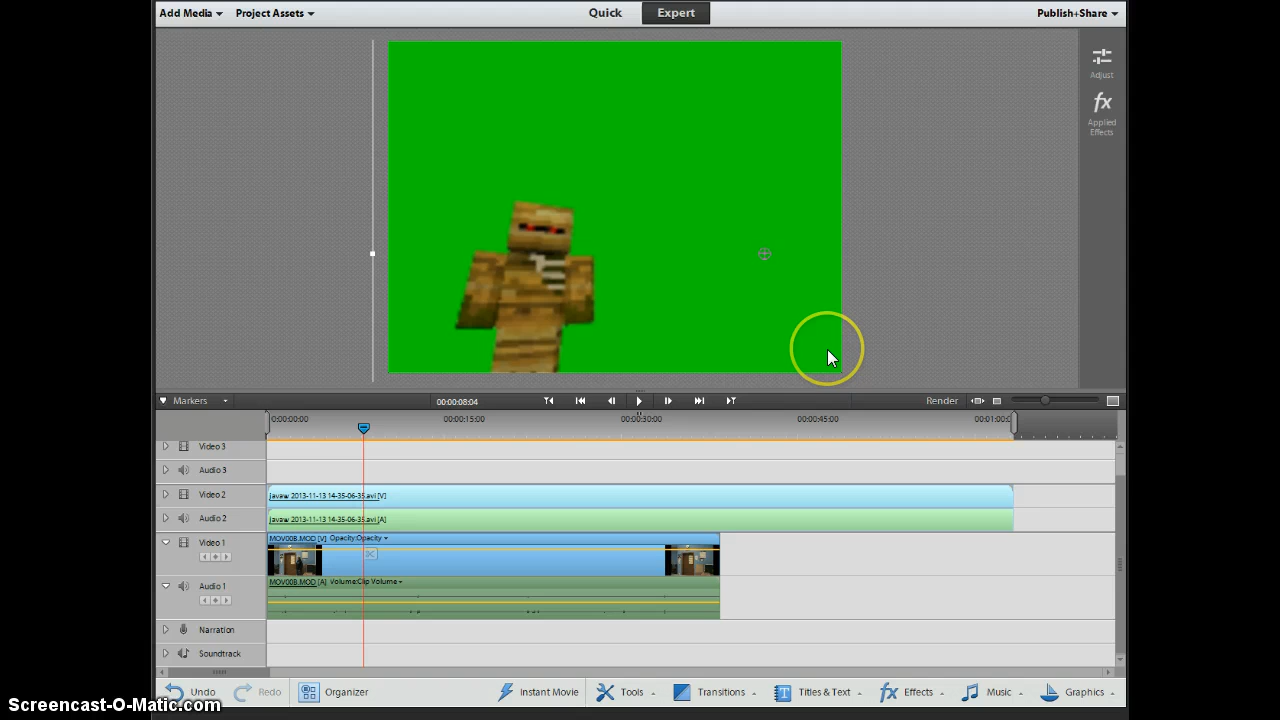 Add Media Project Assets Quick Expert Publish+Share
Adjust
fx
Applied
Effects
Markers 00:00:08:04 Render
0:00:00:00 00:00:15:00 00:00:30:00 00:00:45:00 00:01:00:0
Video 3
Audio 3
Video 2 javaw 2013-11-13 14-35-06-35.avi [V]
Audio 2 javaw 2013-11-13 14-35-06-35.avi [A]
Video 1 MOV00B.MOD [V] Opacity:Opacity
Audio 1 MOV00B.MOD [A] Volume:Clip Volume
Narration
Soundtrack
Undo Redo Organizer Instant Movie Tools Transitions T Titles & Text fx Effects Music Graphics
Screencast-O-Matic.com